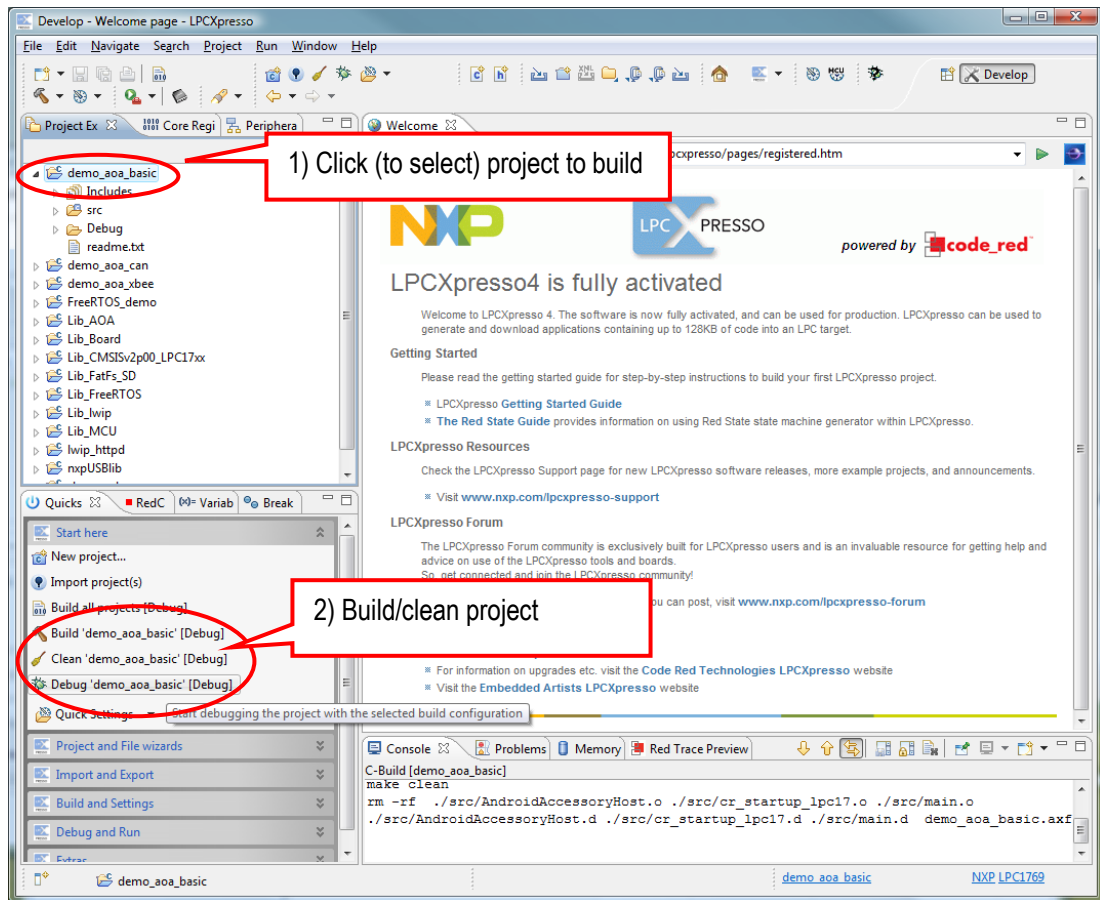 Develop - Welcome page - LPCXpresso
File Edit Navigate Search Project Run Window Help
Develop
Project Ex Core Regi Periphera
Welcome
pcxpresso/pages/registered.htm
1) Click (to select) project to build
demo_aoa_basic
Includes
src
Debug
readme.txt
demo_aoa_can
demo_aoa_xbee
FreeRTOS_demo
Lib_AOA
Lib_Board
Lib_CMSISv2p00_LPC17xx
Lib_FatFs_SD
Lib_FreeRTOS
Lib_lwip
Lib_MCU
lwip_httpd
nxpUSBlib
NXP
LPC XPRESSO
powered by code_red
LPCXpresso4 is fully activated
Welcome to LPCXpresso 4. The software is now fully activated, and can be used for production. LPCXpresso can be used to
generate and download applications containing up to 128KB of code into an LPC target.
Getting Started
Please read the getting started guide for step-by-step instructions to build your first LPCXpresso project.
LPCXpresso Getting Started Guide
The Red State Guide provides information on using Red State state machine generator within LPCXpresso.
LPCXpresso Resources
Check the LPCXpresso Support page for new LPCXpresso software releases, more example projects, and announcements.
Visit www.nxp.com/lpcxpresso-support
LPCXpresso Forum
The LPCXpresso Forum community is exclusively built for LPCXpresso users and is an invaluable resource for getting help and
advice on use of the LPCXpresso tools and boards.
So, get connected and join the LPCXpresso community!
ou can post, visit www.nxp.com/lpcxpresso-forum
For information on upgrades etc. visit the Code Red Technologies LPCXpresso website
Visit the Embedded Artists LPCXpresso website
Quicks RedC (x)= Variab Break
Start here
New project...
Import project(s)
Build all projects [Debug]
Build 'demo_aoa_basic' [Debug]
Clean 'demo_aoa_basic' [Debug]
Debug 'demo_aoa_basic' [Debug]
2) Build/clean project
Quick Settings
Start debugging the project with the selected build configuration
Project and File wizards
Import and Export
Build and Settings
Debug and Run
Extras
Console Problems Memory Red Trace Preview
C-Build [demo_aoa_basic]
make clean
rm -rf ./src/AndroidAccessoryHost.o ./src/cr_startup_lpc17.o ./src/main.o
./src/AndroidAccessoryHost.d ./src/cr_startup_lpc17.d ./src/main.d demo_aoa_basic.axf
demo_aoa_basic
demo aoa basic
NXP LPC1769